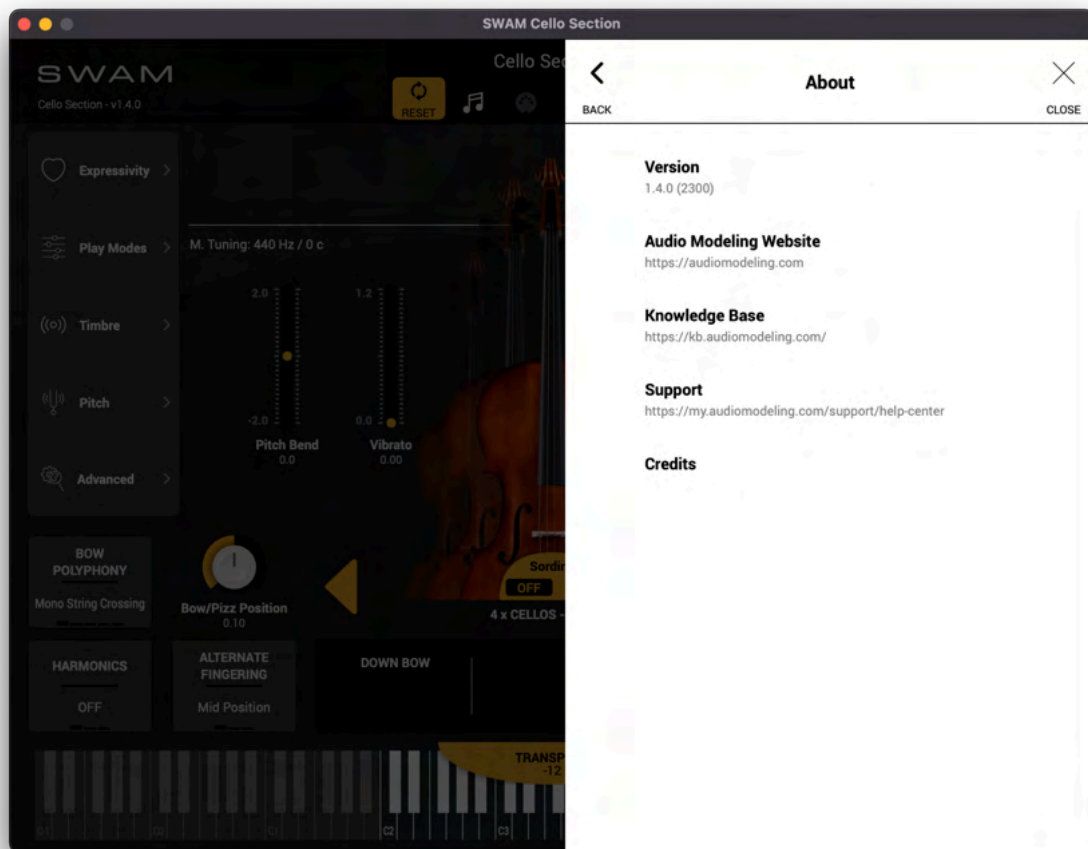 SWAM Cello Section
SWAM
Cello Section - v1.4.0
Cello Sec
RESET
Expressivity
Play Modes
Timbre
Pitch
Advanced
M. Tuning: 440 Hz / 0 c
2.0
-2.0
Pitch Bend
0.0
1.2
0.0
Vibrato
0.00
BOW
POLYPHONY
Mono String Crossing
Bow/Pizz Position
0.10
Sordin
OFF
4 x CELLOS -
HARMONICS
OFF
ALTERNATE
FINGERING
Mid Position
DOWN BOW
TRANSP
-12
C2
C3
BACK
About
CLOSE
Version
1.4.0 (2300)
Audio Modeling Website
https://audiomodeling.com
Knowledge Base
https://kb.audiomodeling.com/
Support
https://my.audiomodeling.com/support/help-center
Credits